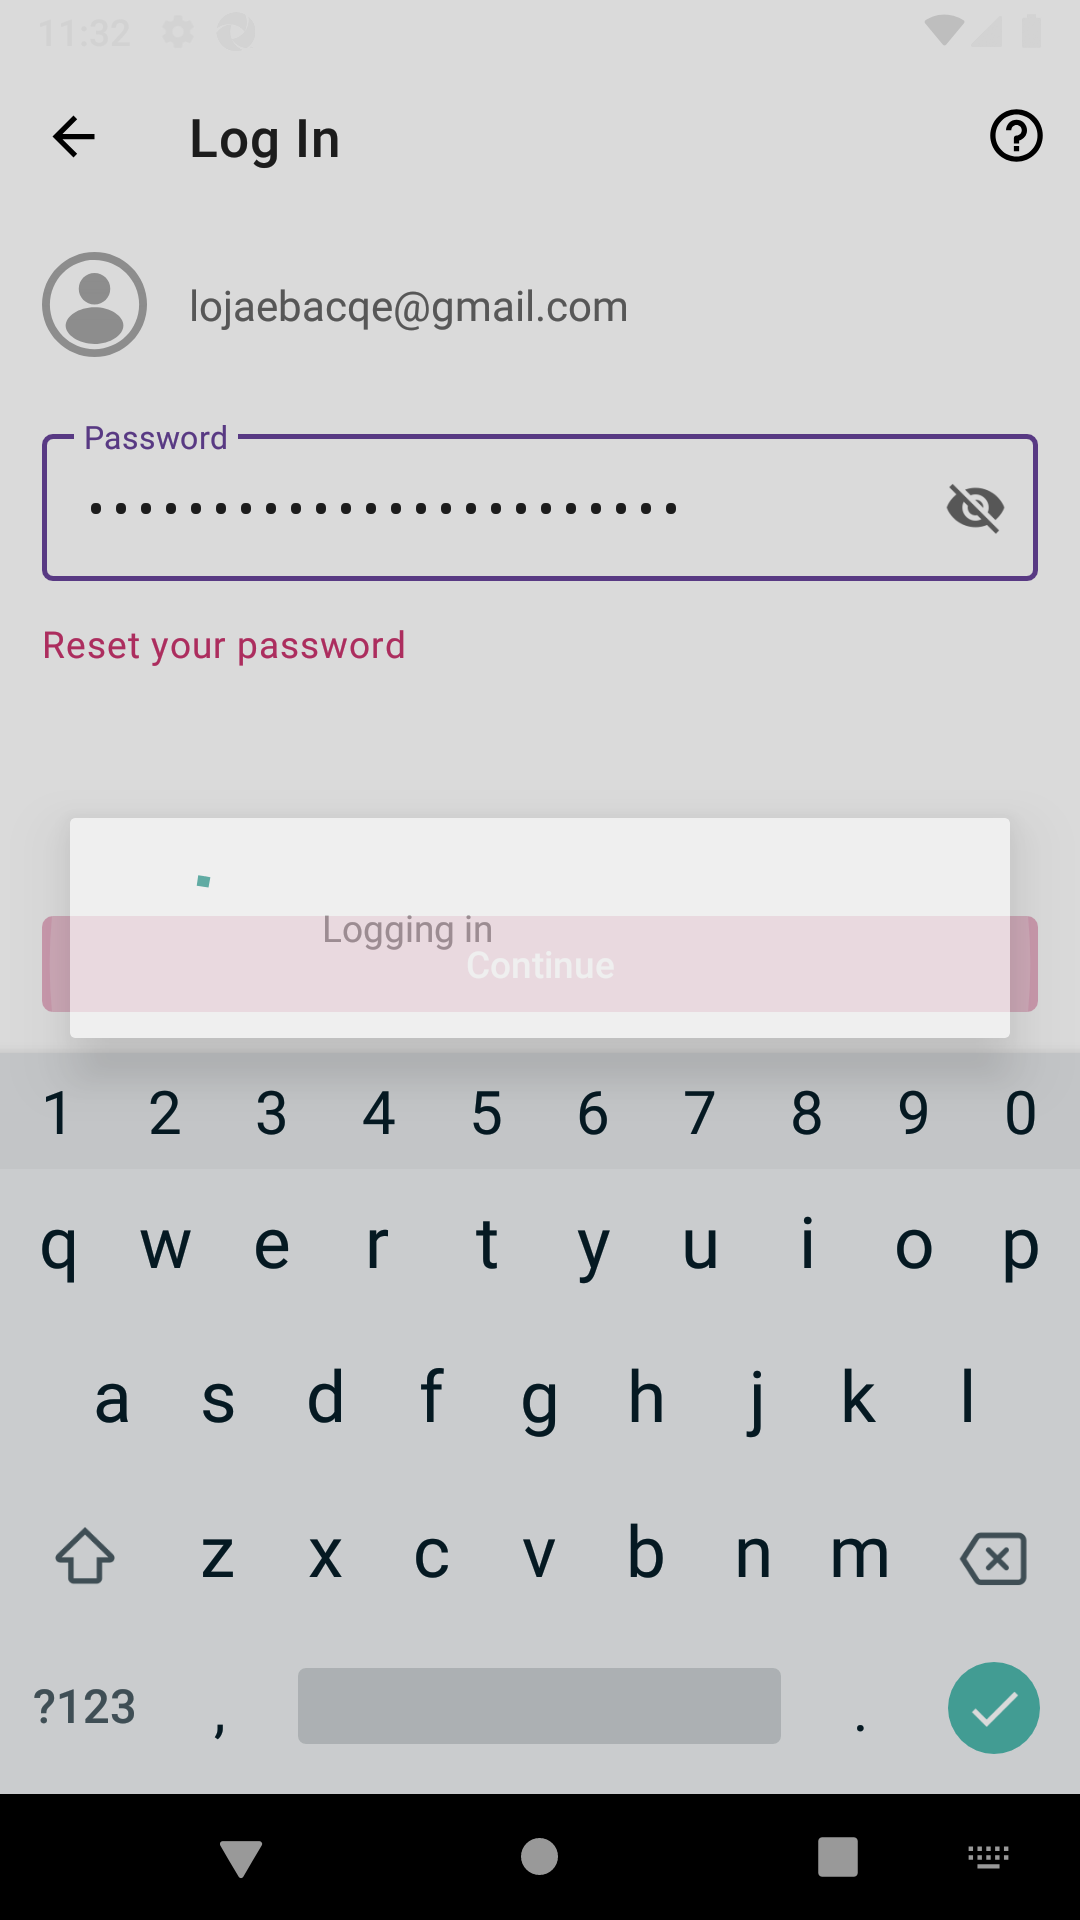 11:32
Log In
lojaebacqe@gmail.com
Password
••••••••••••••••••••••••
Reset your password
Logging in
Continue
1 2 3 4 5 6 7 8 9 0
q w e r t y u i o p
a s d f g h j k l
z x c v b n m
?123 , .